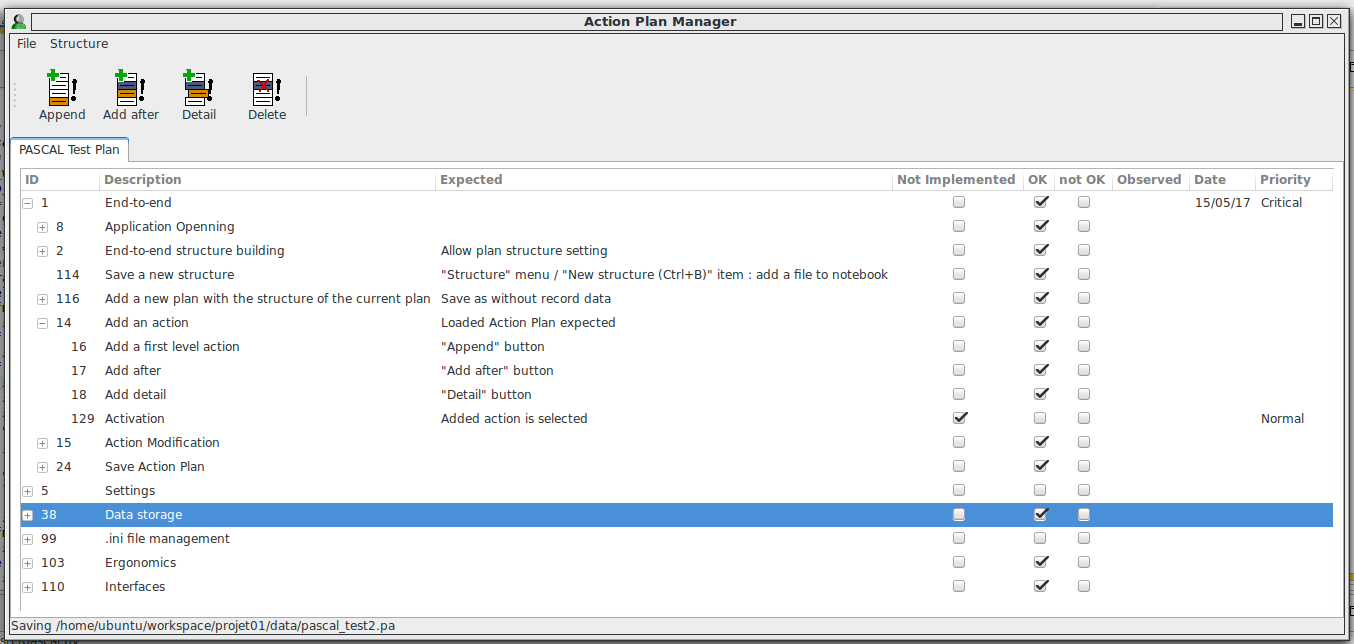 Action Plan Manager
File Structure
Append Add after Detail Delete
PASCAL Test Plan
ID Description Expected Not Implemented OK not OK Observed Date Priority
1 End-to-end 15/05/17 Critical
8 Application Openning
2 End-to-end structure building Allow plan structure setting
114 Save a new structure "Structure" menu / "New structure (Ctrl+B)" item : add a file to notebook
116 Add a new plan with the structure of the current plan Save as without record data
14 Add an action Loaded Action Plan expected
16 Add a first level action "Append" button
17 Add after "Add after" button
18 Add detail "Detail" button
129 Activation Added action is selected Normal
15 Action Modification
24 Save Action Plan
5 Settings
38 Data storage
99 .ini file management
103 Ergonomics
110 Interfaces
Saving /home/ubuntu/workspace/projet01/data/pascal_test2.pa